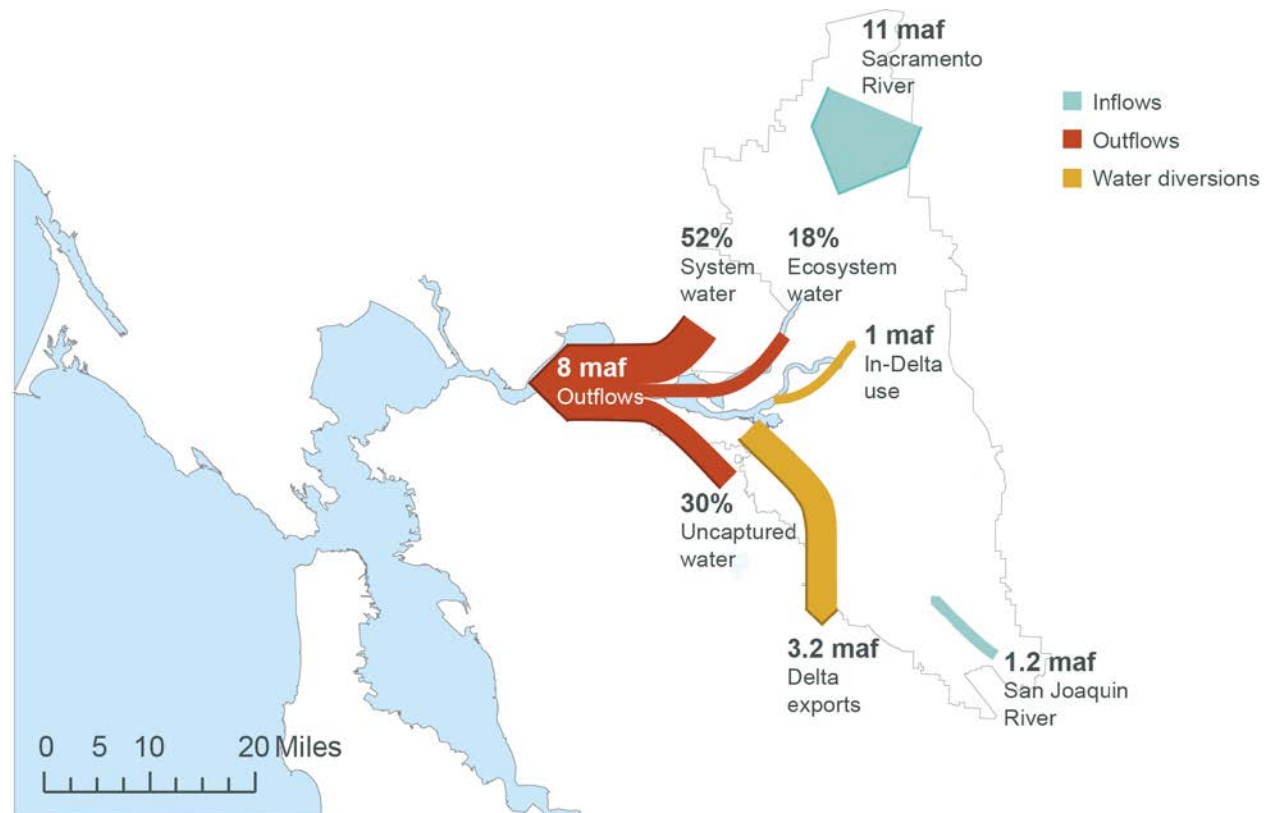 11 maf
Sacramento
River
Inflows
Outflows
Water diversions
52%
System
water
18%
Ecosystem
water
1 maf
In-Delta
use
8 maf
Outflows
30%
Uncaptured
water
3.2 maf
Delta
exports
1.2 maf
San Joaquin
River
0 5 10 20 Miles